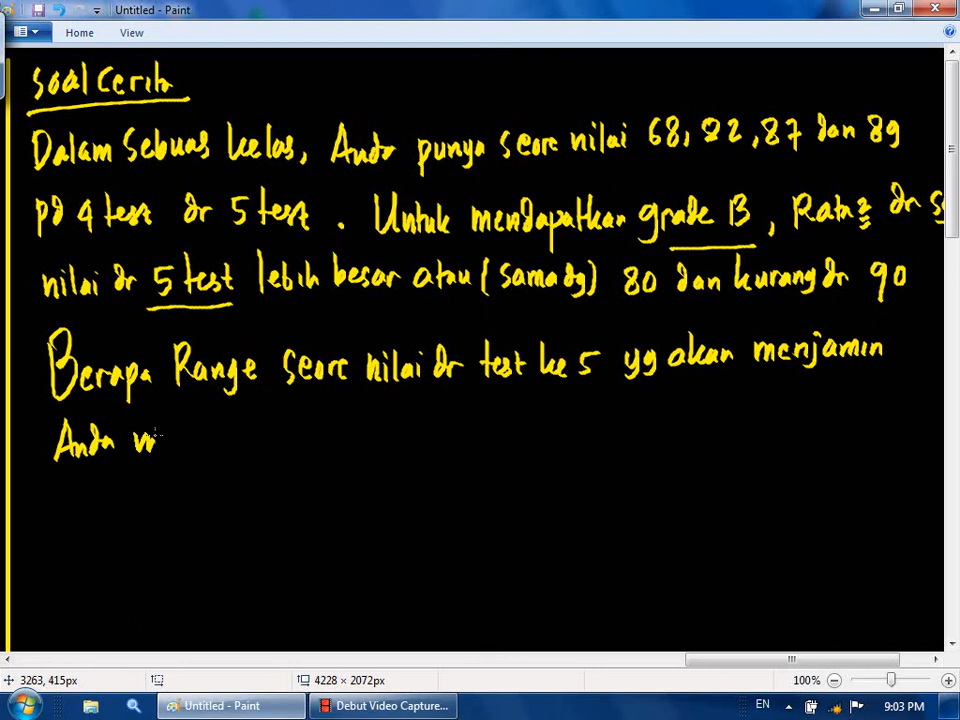 Untitled - Paint
Home View
Soal Cerita
Dalam Sebuas kelas, Anda punya score nilai 68, 82, 87 dan 89
pd 4 test dr 5 test. Untuk mendapatkan grade B, Rata2 dr
nilai dr 5 test lebih besar atau (sama dg) 80 dan kurang dr 90
Berapa Range score nilai dr test ke 5 yg akan menjamin
Anda
3263, 415px 4228 × 2072px 100%
Untitled - Paint Debut Video Capture... EN 9:03 PM